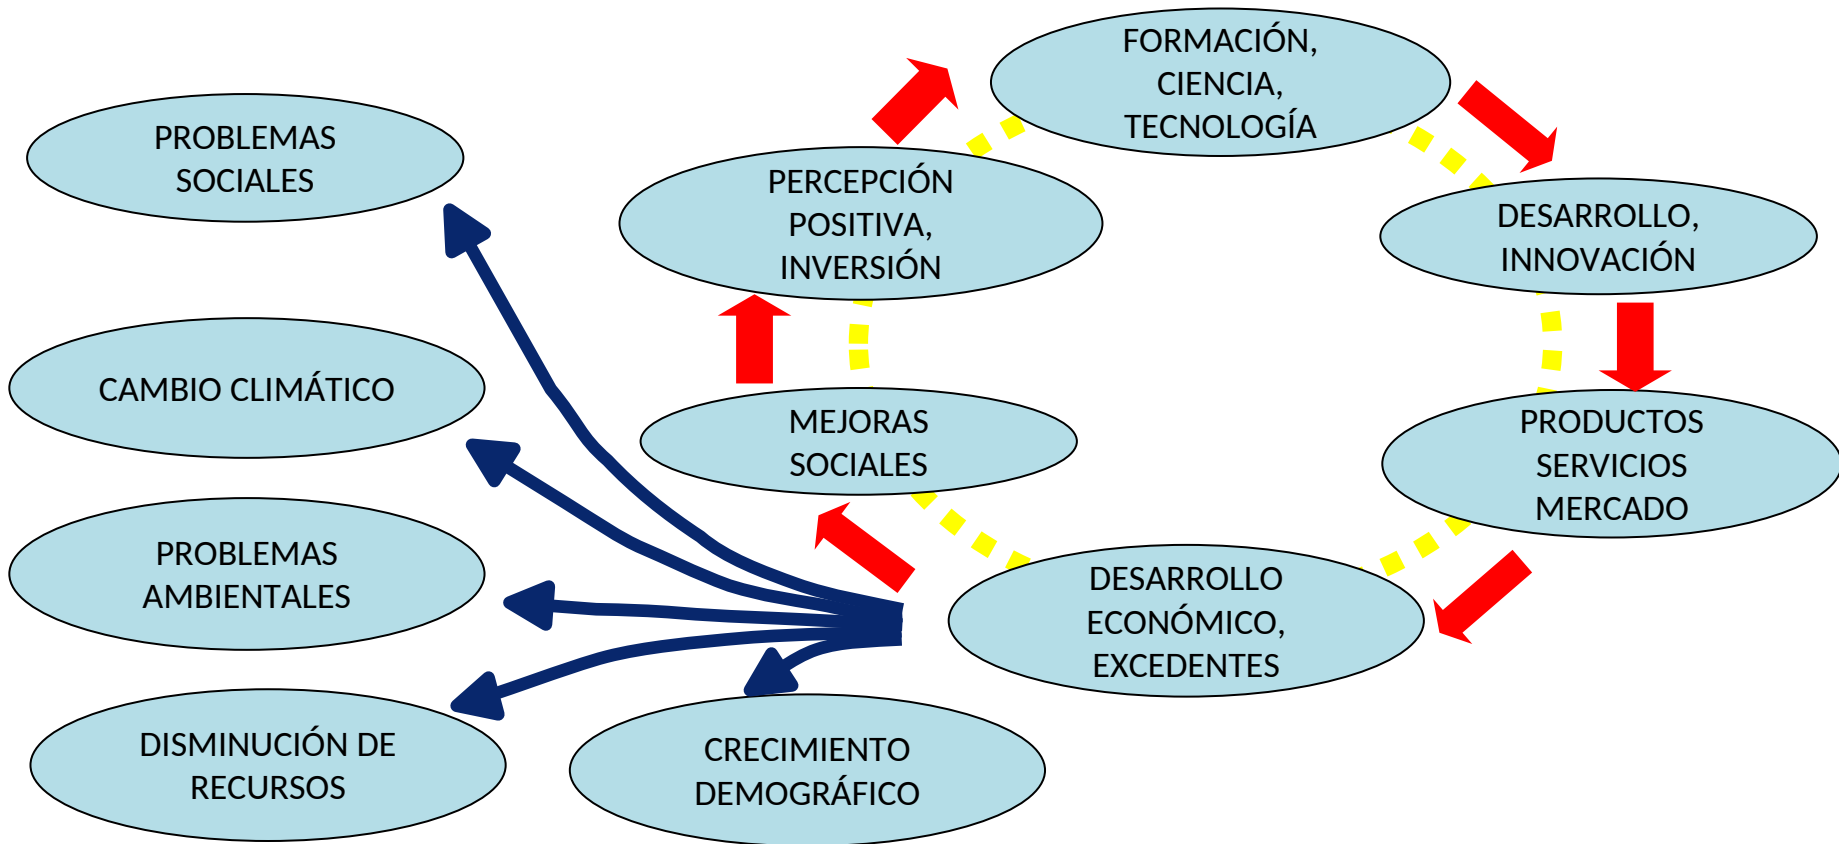 FORMACIÓN,
CIENCIA,
TECNOLOGÍA
PROBLEMAS
SOCIALES
PERCEPCIÓN
POSITIVA,
INVERSIÓN
DESARROLLO,
INNOVACIÓN
CAMBIO CLIMÁTICO
MEJORAS
SOCIALES
PRODUCTOS
SERVICIOS
MERCADO
PROBLEMAS
AMBIENTALES
DESARROLLO
ECONÓMICO,
EXCEDENTES
DISMINUCIÓN DE
RECURSOS
CRECIMIENTO
DEMOGRÁFICO